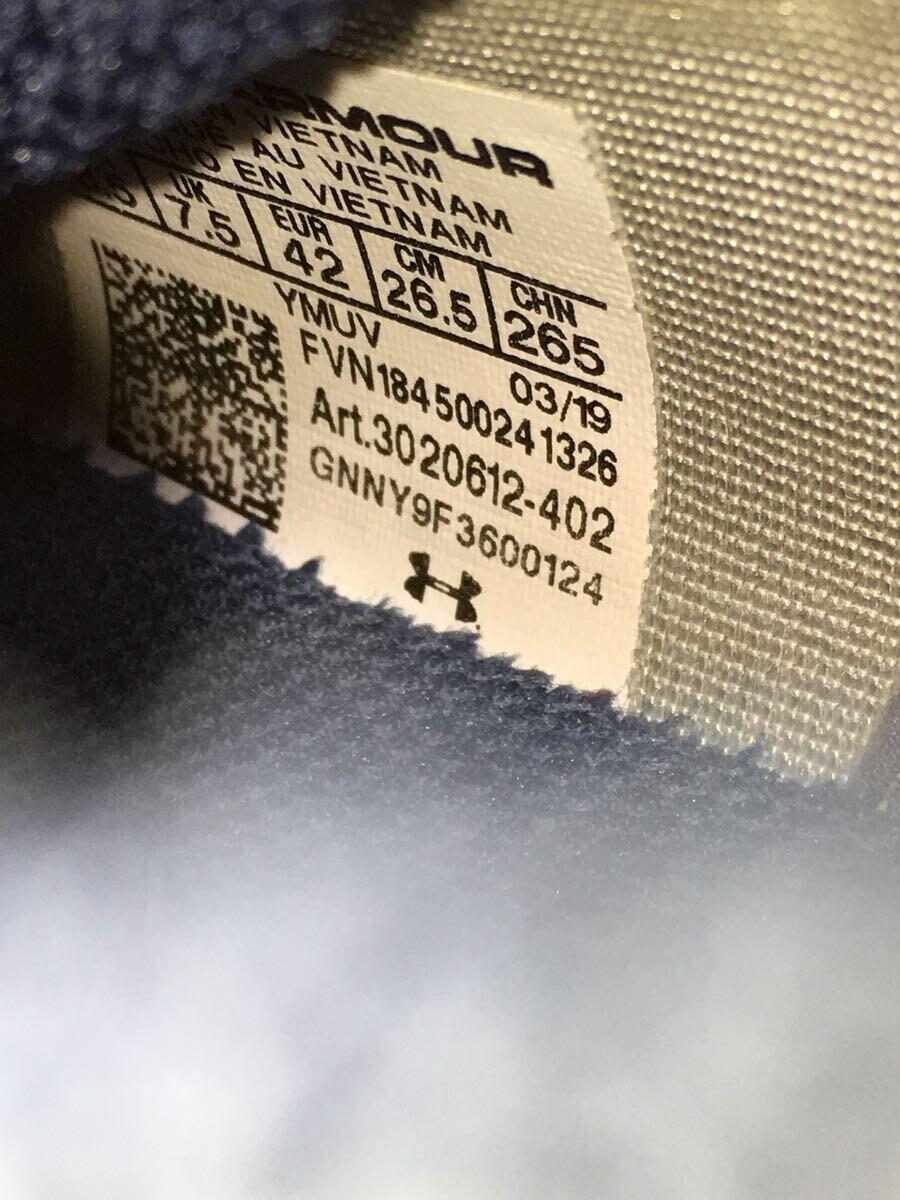 ARMOUR
VIETNAM
AU VIETNAM
EN VIETNAM
UK EUR CM CHN
7.5 42 26.5 265
YMUV 03/19
FVN184500241326
Art.3020612-402
GNNY9F3600124